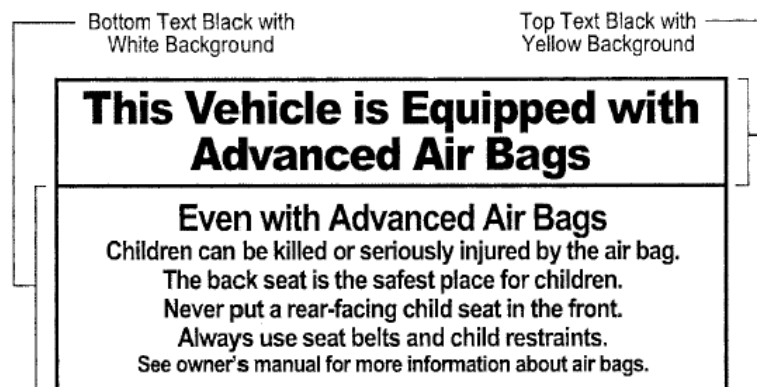 Bottom Text Black with
White Background
Top Text Black with
Yellow Background
This Vehicle is Equipped with
Advanced Air Bags
Even with Advanced Air Bags
Children can be killed or seriously injured by the air bag.
The back seat is the safest place for children.
Never put a rear-facing child seat in the front.
Always use seat belts and child restraints.
See owner's manual for more information about air bags.